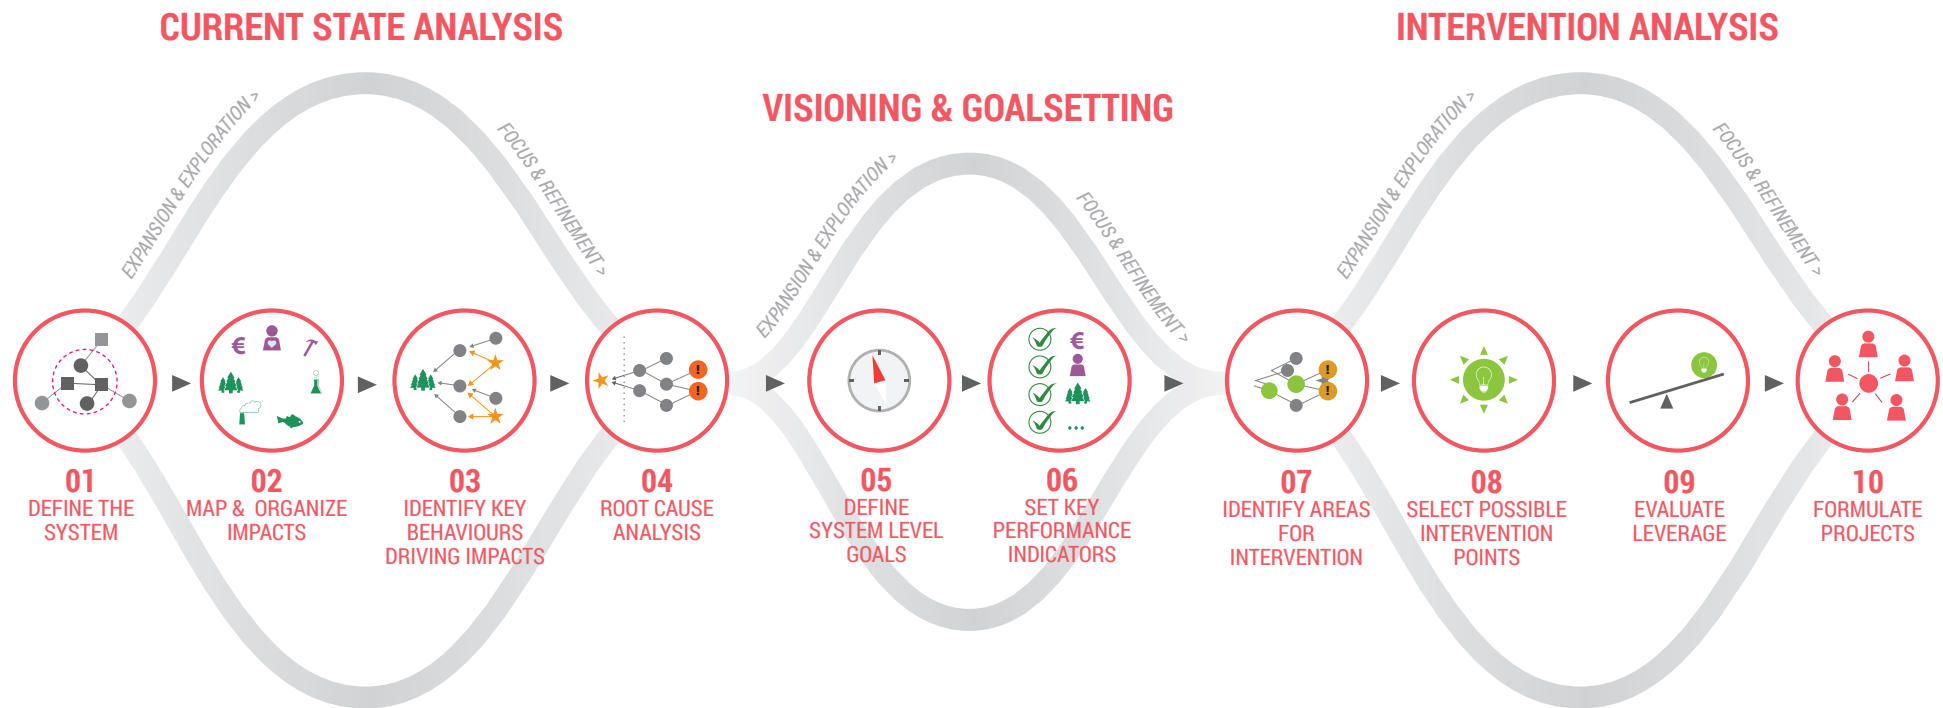 CURRENT STATE ANALYSIS
EXPANSION & EXPLORATION >
FOCUS & REFINEMENT >
VISIONING & GOALSETTING
EXPANSION & EXPLORATION >
FOCUS & REFINEMENT >
INTERVENTION ANALYSIS
EXPANSION & EXPLORATION >
FOCUS & REFINEMENT >
€
!
!
€
...
!
!
01
DEFINE THE
SYSTEM
02
MAP & ORGANIZE
IMPACTS
03
IDENTIFY KEY
BEHAVIOURS
DRIVING IMPACTS
04
ROOT CAUSE
ANALYSIS
05
DEFINE
SYSTEM LEVEL
GOALS
06
SET KEY
PERFORMANCE
INDICATORS
07
IDENTIFY AREAS
FOR
INTERVENTION
08
SELECT POSSIBLE
INTERVENTION
POINTS
09
EVALUATE
LEVERAGE
10
FORMULATE
PROJECTS